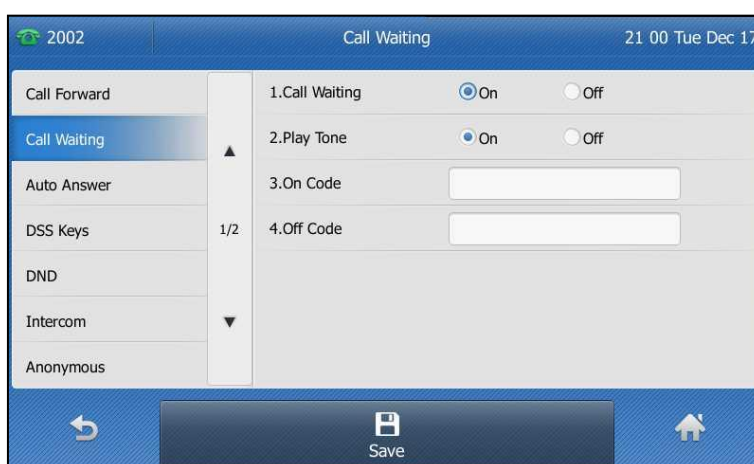 2002 Call Waiting 21 00 Tue Dec 17
Call Forward
Call Waiting
Auto Answer
DSS Keys
DND
Intercom
Anonymous
1/2
1.Call Waiting On Off
2.Play Tone On Off
3.On Code
4.Off Code
Save